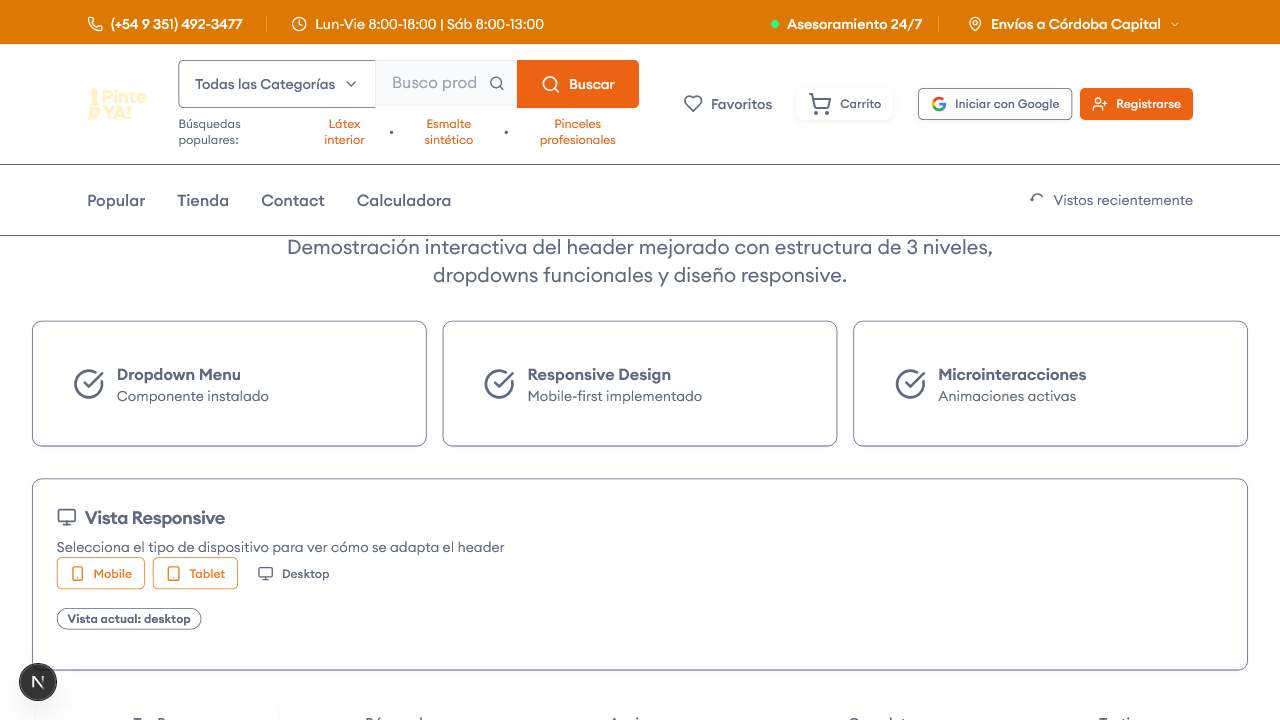 (+54 9 351) 492-3477
Lun-Vie 8:00-18:00 | Sáb 8:00-13:00
Asesoramiento 24/7
Envíos a Córdoba Capital
Pinte
YA!
Todas las Categorías
Busco prod
Buscar
Búsquedas
populares:
Látex
interior
•
Esmalte
sintético
•
Pinceles
profesionales
Favoritos
Carrito
Iniciar con Google
Registrarse
Popular
Tienda
Contact
Calculadora
Vistos recientemente
Demostración interactiva del header mejorado con estructura de 3 niveles,
dropdowns funcionales y diseño responsive.
Dropdown Menu
Componente instalado
Responsive Design
Mobile-first implementado
Microinteracciones
Animaciones activas
Vista Responsive
Selecciona el tipo de dispositivo para ver cómo se adapta el header
Mobile
Tablet
Desktop
Vista actual: desktop
N